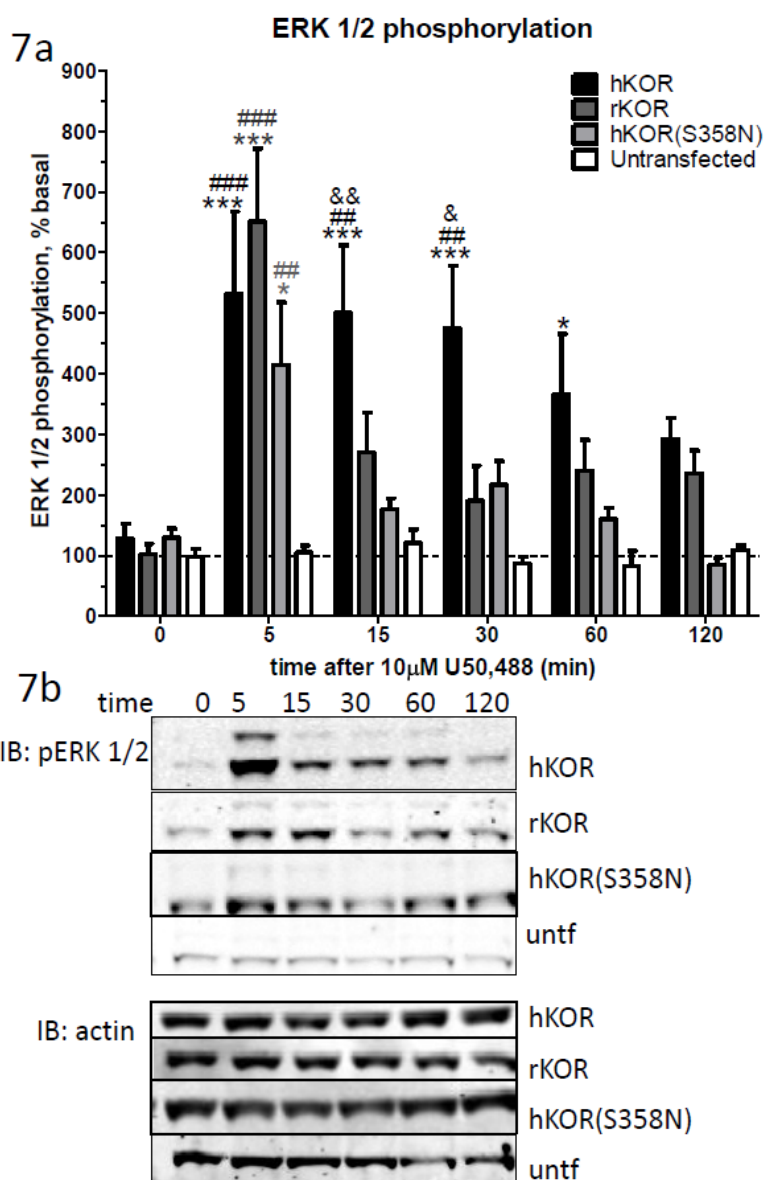 7a
ERK 1/2 phosphorylation
hKOR
rKOR
hKOR(S358N)
Untransfected
ERK 1/2 phosphorylation, % basal
900
800
700
600
500
400
300
200
100
0
###
***
###
***
##
*
&&
##
***
&
##
***
*
0 5 15 30 60 120
time after 10μM U50,488 (min)
7b
time 0 5 15 30 60 120
IB: pERK 1/2
hKOR
rKOR
hKOR(S358N)
untf
IB: actin
hKOR
rKOR
hKOR(S358N)
untf